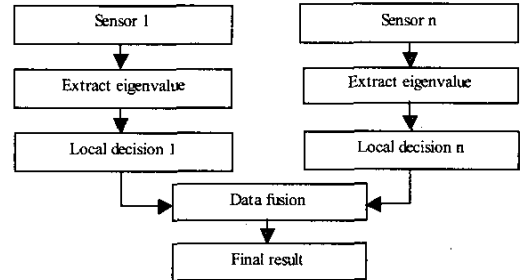 Sensor 1
Sensor n
Extract eigenvalue
Extract eigenvalue
Local decision 1
Local decision n
Data fusion
Final result